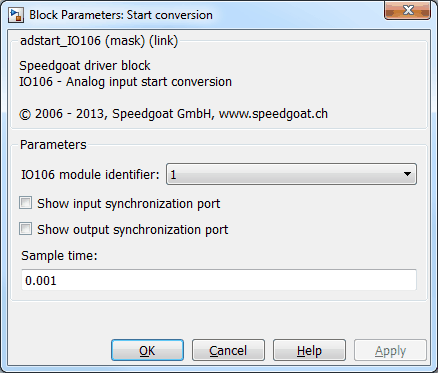 Block Parameters: Start conversion
adstart_IO106 (mask) (link)
Speedgoat driver block
IO106 - Analog input start conversion
© 2006 - 2013, Speedgoat GmbH, www.speedgoat.ch
Parameters
IO106 module identifier: 1
Show input synchronization port
Show output synchronization port
Sample time:
0.001
OK Cancel Help Apply